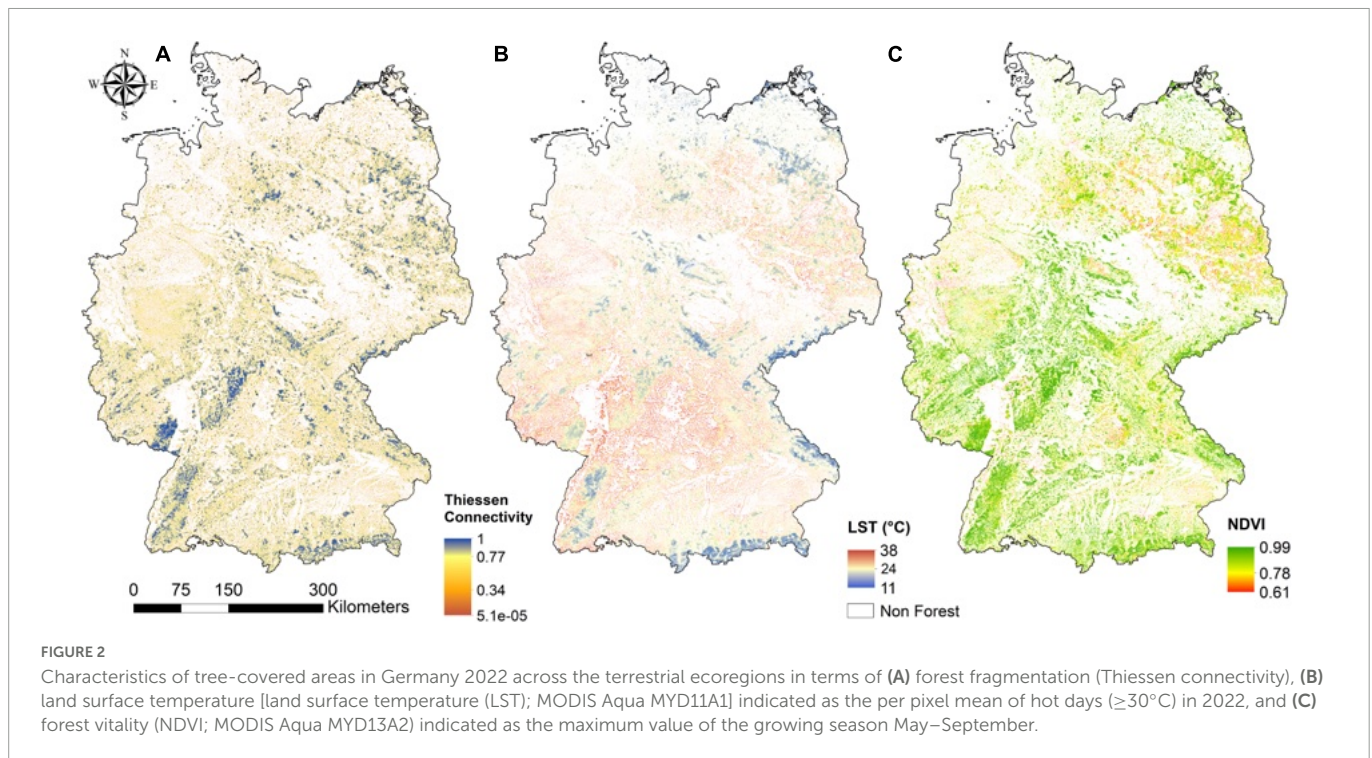 A
B
C
N
W
E
S
Thiessen
Connectivity
1
0.77
0.34
5.1e-05
0 75 150 300
Kilometers
LST (°C)
38
24
11
Non Forest
NDVI
0.99
0.78
0.61
FIGURE 2
Characteristics of tree-covered areas in Germany 2022 across the terrestrial ecoregions in terms of (A) forest fragmentation (Thiessen connectivity), (B)
land surface temperature [land surface temperature (LST); MODIS Aqua MYD11A1] indicated as the per pixel mean of hot days (≥30°C) in 2022, and (C)
forest vitality (NDVI; MODIS Aqua MYD13A2) indicated as the maximum value of the growing season May–September.